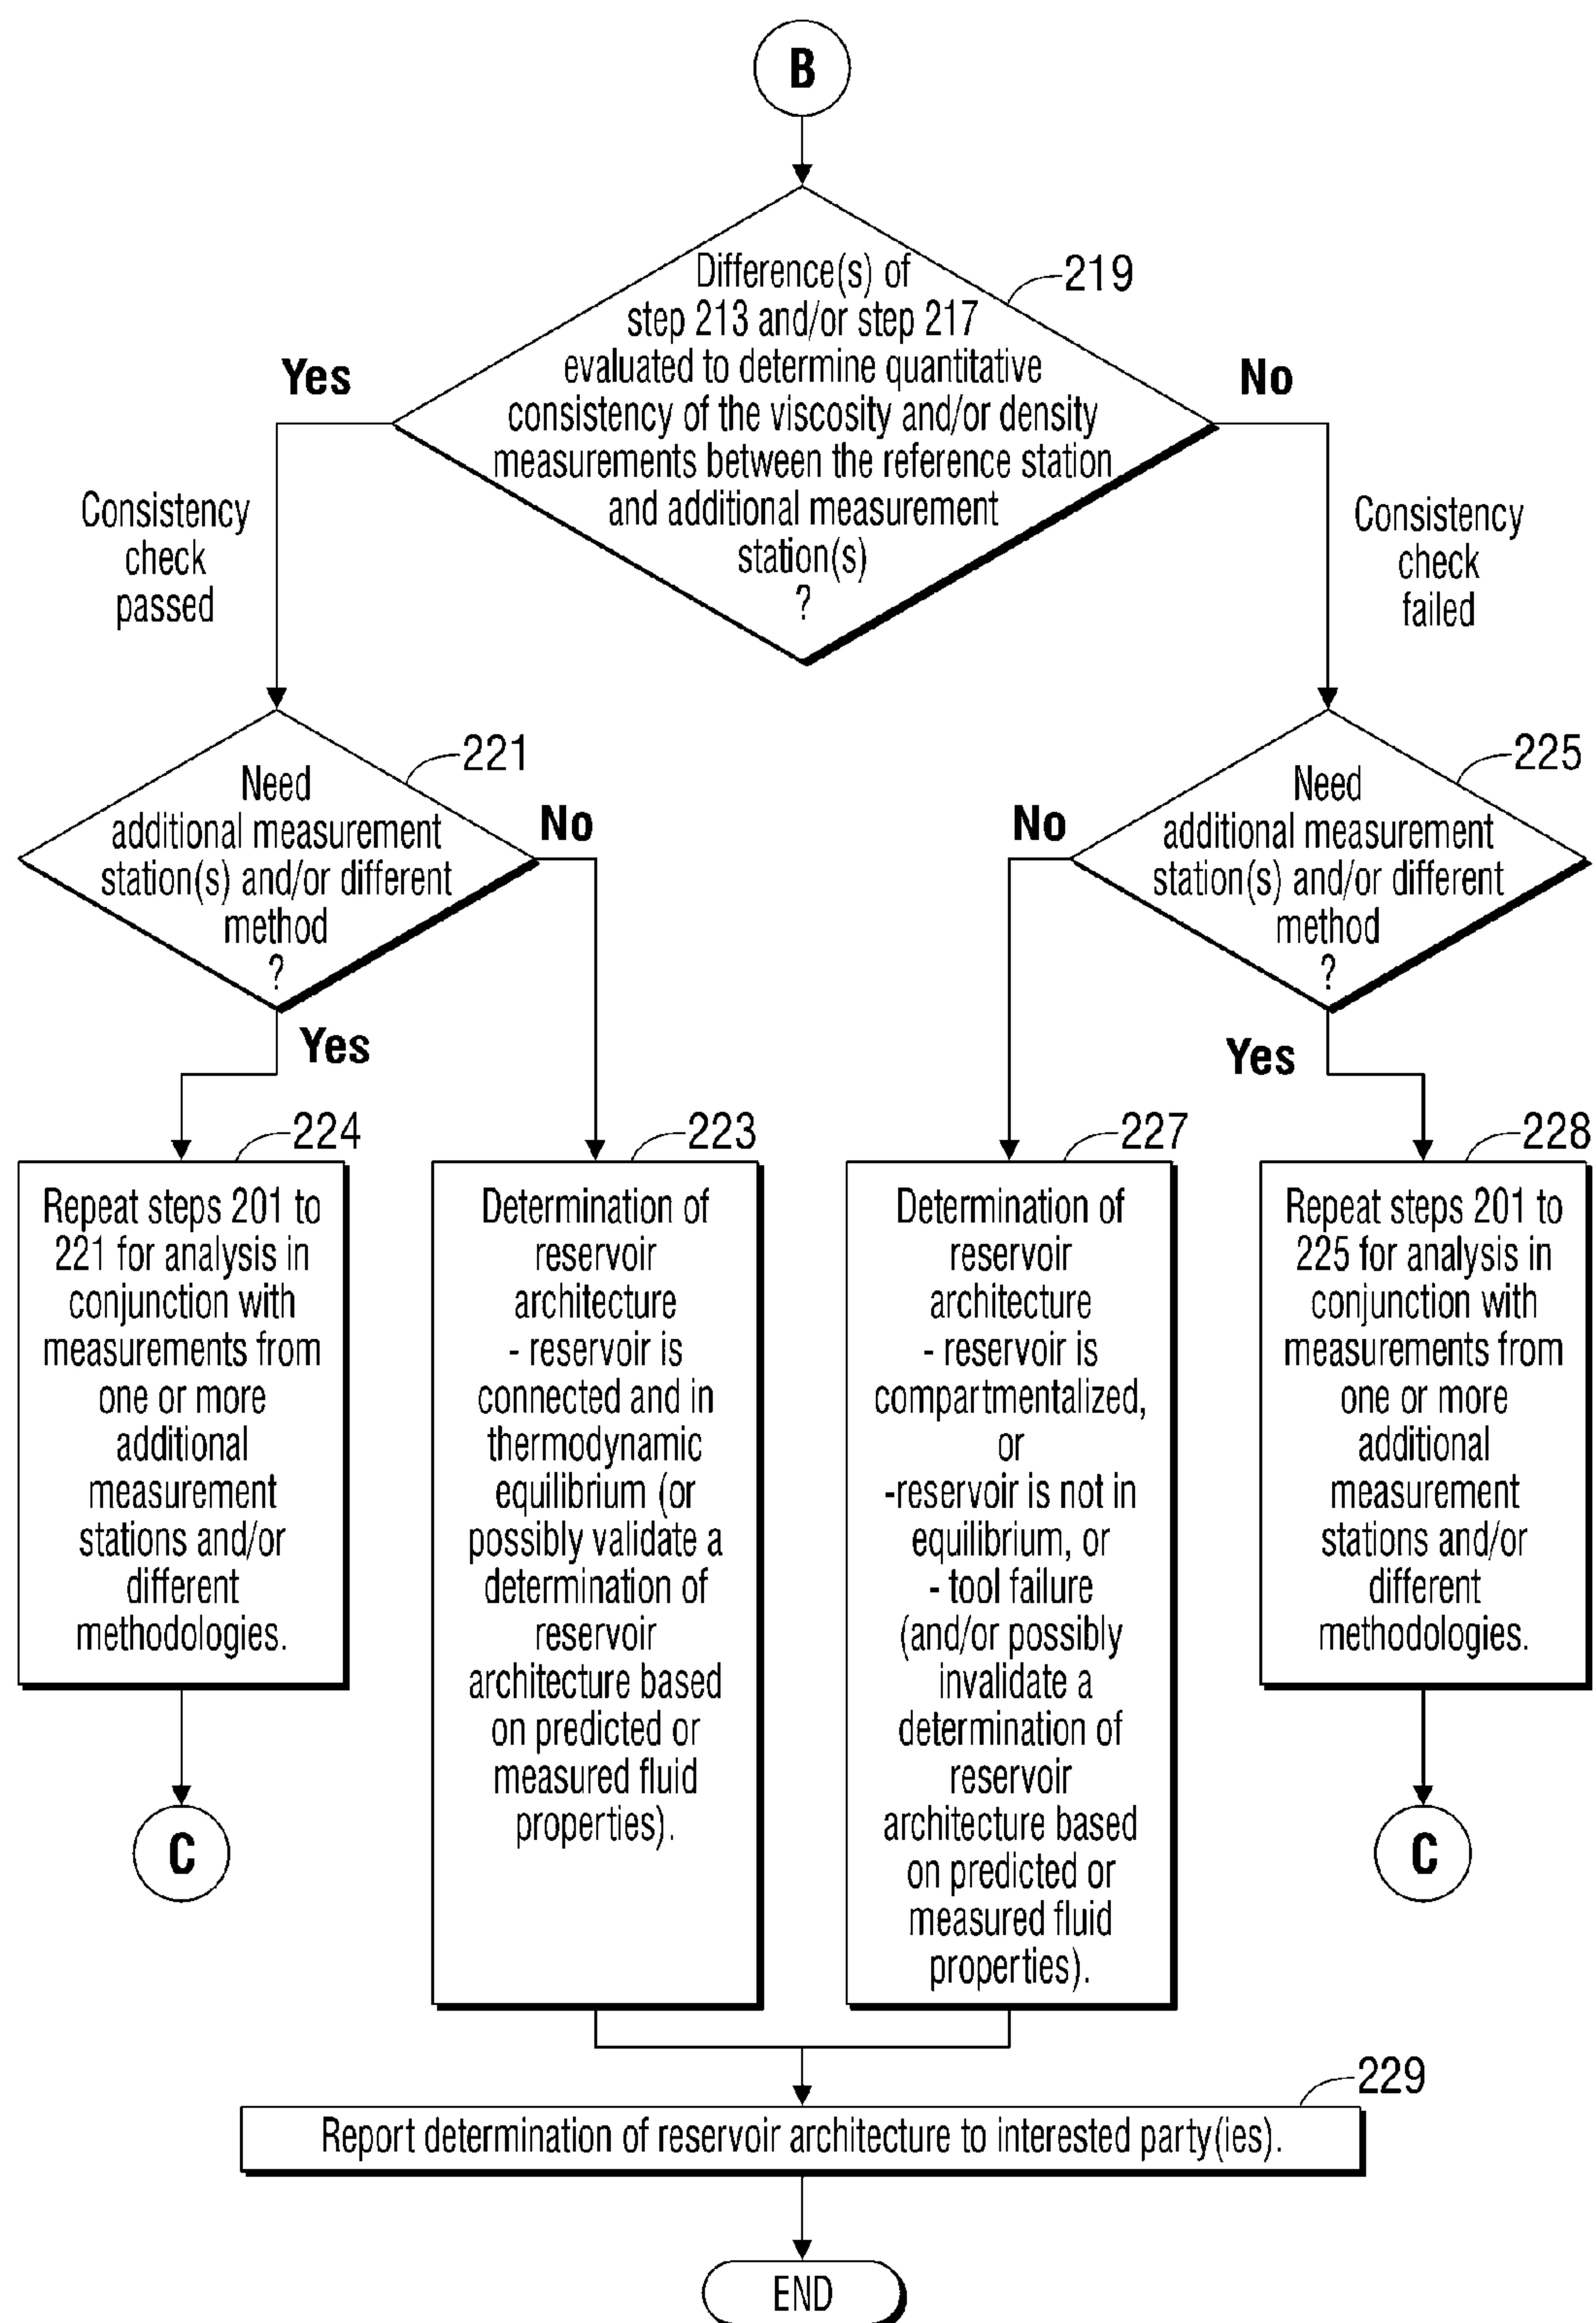 B
Difference(s) of
step 213 and/or step 217
evaluated to determine quantitative
consistency of the viscosity and/or density
measurements between the reference station
and additional measurement
station(s)
?
219
Yes
No
Consistency
check
passed
Consistency
check
failed
Need
additional measurement
station(s) and/or different
method
?
221
No
Yes
Need
additional measurement
station(s) and/or different
method
?
225
No
Yes
224
Repeat steps 201 to
221 for analysis in
conjunction with
measurements from
one or more
additional
measurement
stations and/or
different
methodologies.
C
223
Determination of
reservoir
architecture
- reservoir is
connected and in
thermodynamic
equilibrium (or
possibly validate a
determination of
reservoir
architecture based
on predicted or
measured fluid
properties).
227
Determination of
reservoir
architecture
- reservoir is
compartmentalized,
or
-reservoir is not in
equilibrium, or
- tool failure
(and/or possibly
invalidate a
determination of
reservoir
architecture based
on predicted or
measured fluid
properties).
228
Repeat steps 201 to
225 for analysis in
conjunction with
measurements from
one or more
additional
measurement
stations and/or
different
methodologies.
C
229
Report determination of reservoir architecture to interested party(ies).
END